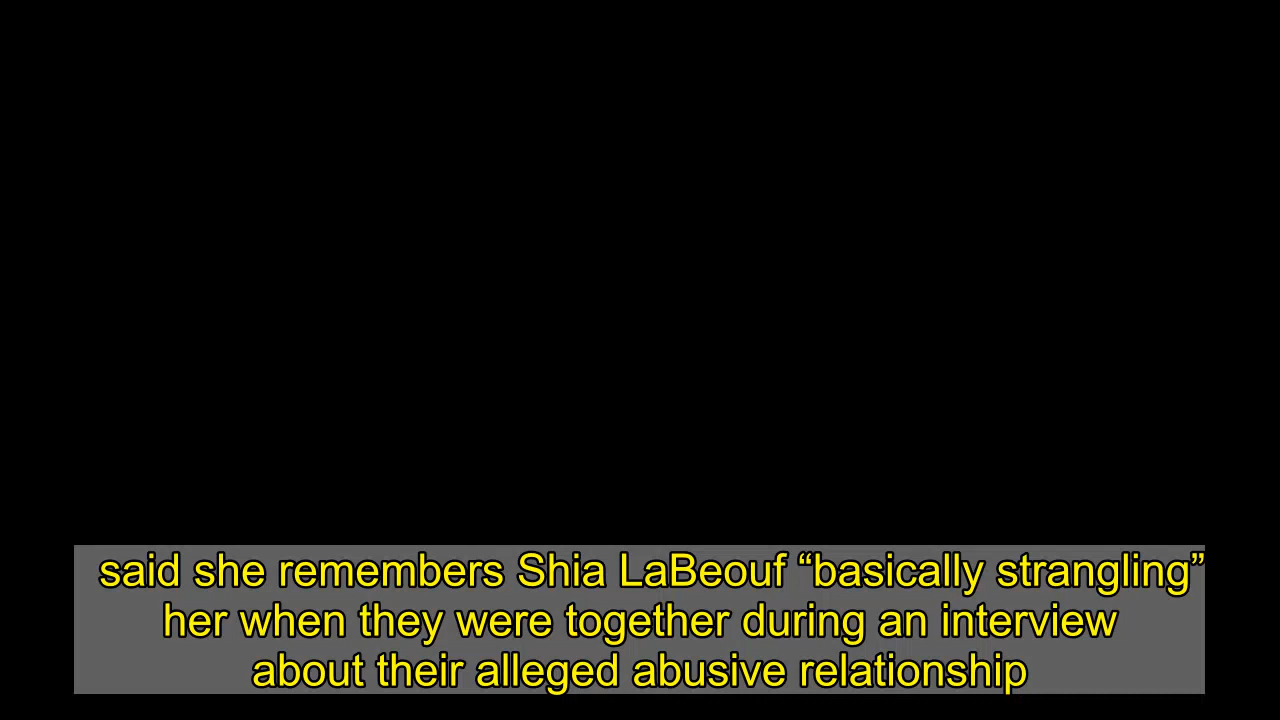 said she remembers Shia LaBeouf “basically strangling”
her when they were together during an interview
about their alleged abusive relationship